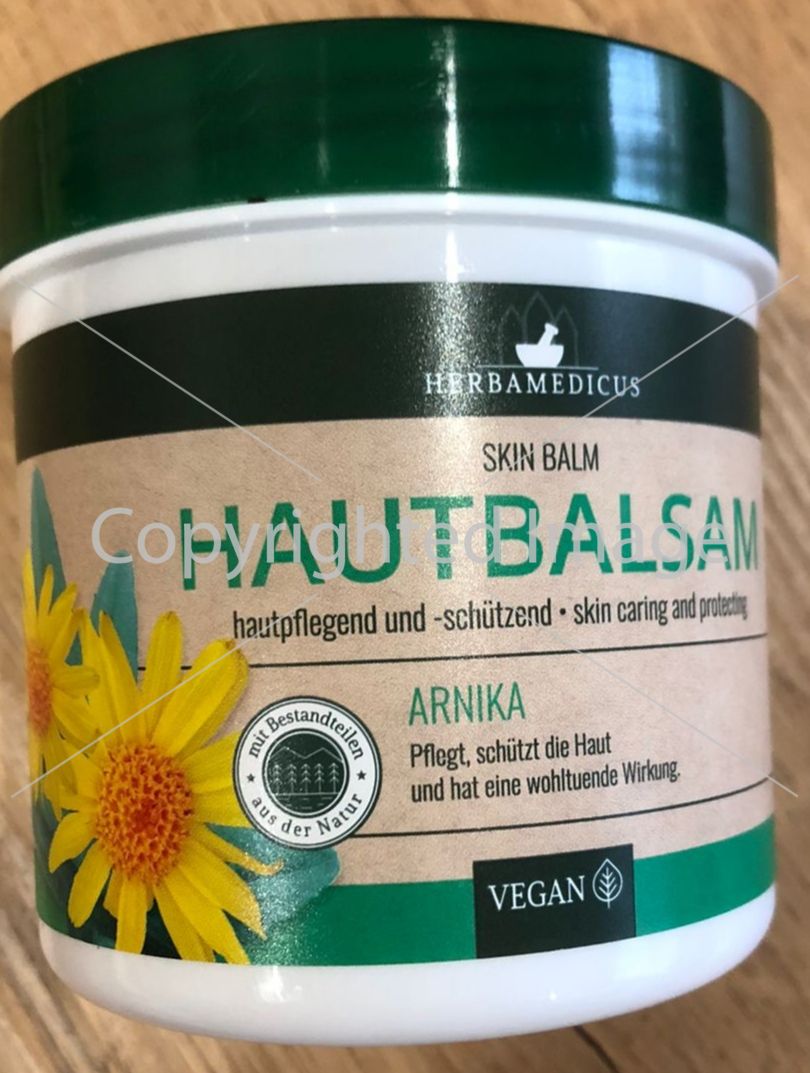 HERBAMEDICUS
SKIN BALM
HAUTBALSAM
Copyrighted Image
hautpflegend und -schützend • skin caring and protecting
ARNIKA
Pflegt, schützt die Haut
und hat eine wohltuende Wirkung.
mit Bestandteilen
aus der Natur
VEGAN